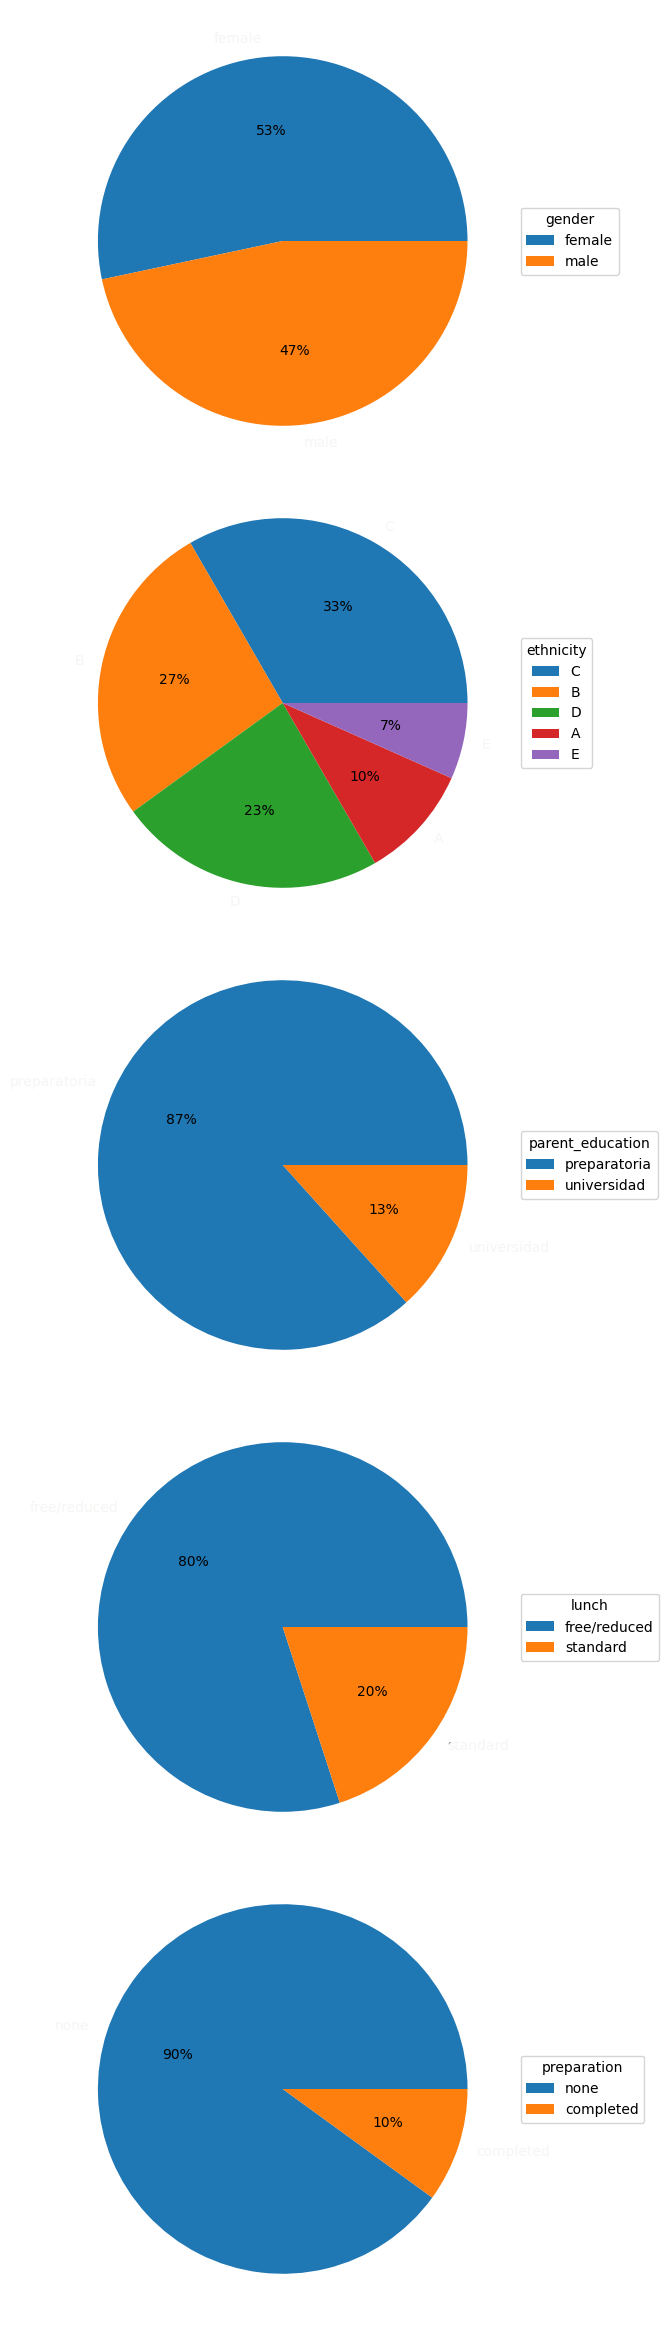 female
53%
gender
female
male
47%
male
C
33%
B
27%
ethnicity
C
B
D
A
E
7%
E
10%
23%
A
D
preparatoria
87%
parent_education
preparatoria
universidad
13%
universidad
free/reduced
80%
lunch
free/reduced
standard
20%
standard
none
90%
preparation
none
completed
10%
completed